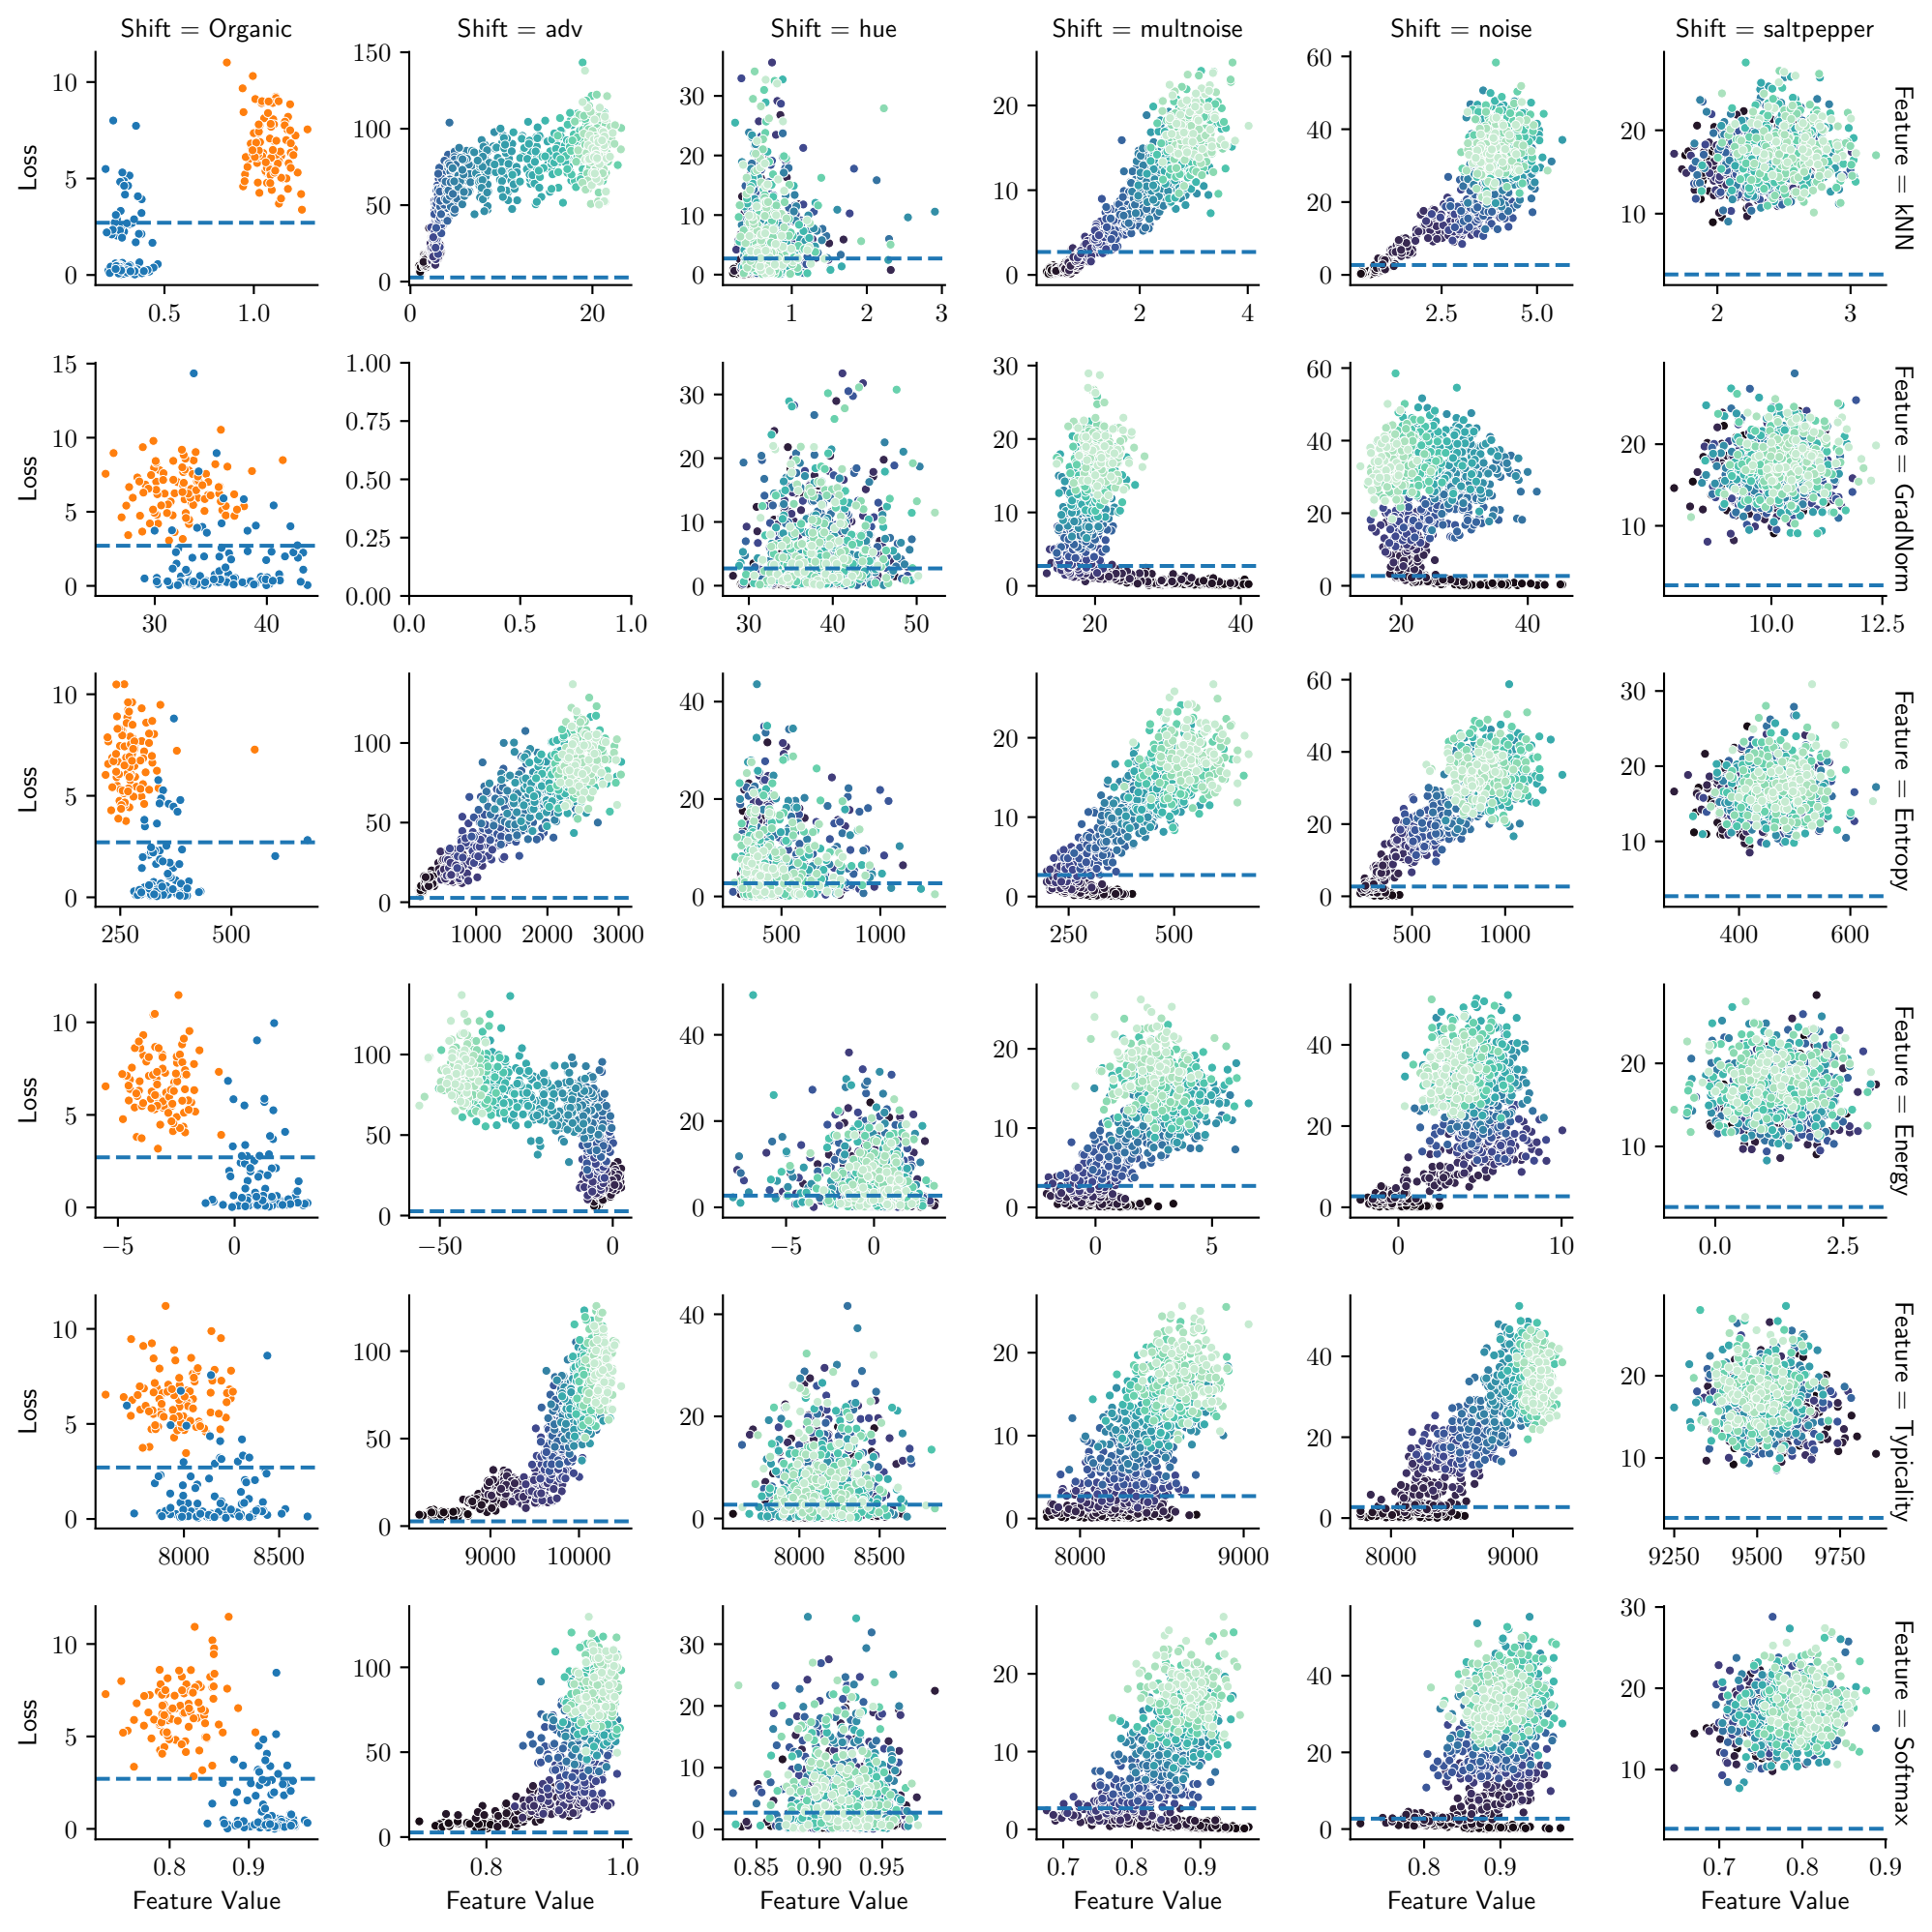 Shift = Organic Shift = adv Shift = hue Shift = multnoise Shift = noise Shift = saltpepper
Loss 10 5 0 0.5 1.0
150 100 50 0 0 20
30 20 10 0 1 2 3
20 10 0 2 4
60 40 20 0 2.5 5.0
20 10 2 3
Feature = kNN
Loss 15 10 5 0 30 40
1.00 0.75 0.50 0.25 0.00 0.0 0.5 1.0
30 20 10 0 30 40 50
30 20 10 0 20 40
60 40 20 0 20 40
20 10 10.0 12.5
Feature = GradNorm
Loss 10 5 0 250 500
100 50 0 1000 2000 3000
40 20 0 500 1000
20 10 0 250 500
60 40 20 0 500 1000
30 20 10 400 600
Feature = Entropy
Loss 10 5 0 −5 0
100 50 0 −50 0
40 20 0 −5 0
20 10 0 0 5
40 20 0 0 10
20 10 0.0 2.5
Feature = Energy
Loss 10 5 0 8000 8500
100 50 0 9000 10000
40 20 0 8000 8500
20 10 0 8000 9000
40 20 0 8000 9000
20 10 9250 9500 9750
Feature = Typicality
Loss 10 5 0 0.8 0.9
100 50 0 0.8 1.0
30 20 10 0 0.85 0.90 0.95
20 10 0 0.7 0.8 0.9
40 20 0 0.8 0.9
30 20 10 0.7 0.8 0.9
Feature = Softmax
Feature Value Feature Value Feature Value Feature Value Feature Value Feature Value